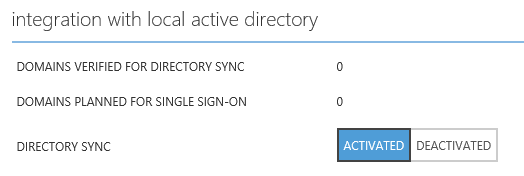 integration with local active directory
DOMAINS VERIFIED FOR DIRECTORY SYNC 0
DOMAINS PLANNED FOR SINGLE SIGN-ON 0
DIRECTORY SYNC ACTIVATED DEACTIVATED